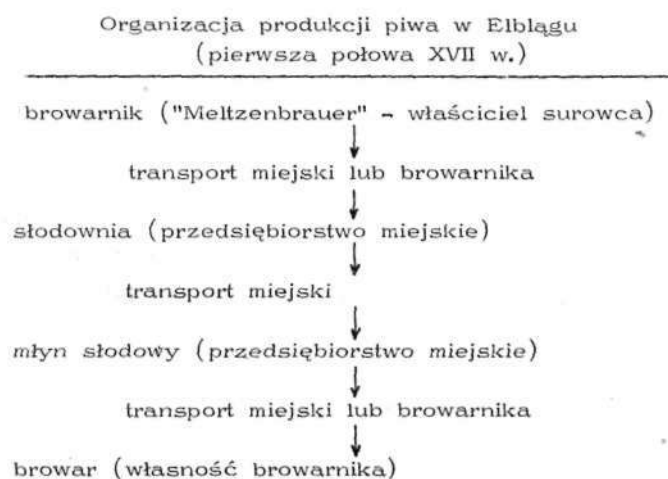 Organizacja produkcji piwa w Elblągu
(pierwsza połowa XVII w.)
browarnik ("Meltzenbrauer" - właściciel surowca)
transport miejski lub browarnika
słodownia (przedsiębiorstwo miejskie)
transport miejski
młyn słodowy (przedsiębiorstwo miejskie)
transport miejski lub browarnika
browar (własność browarnika)